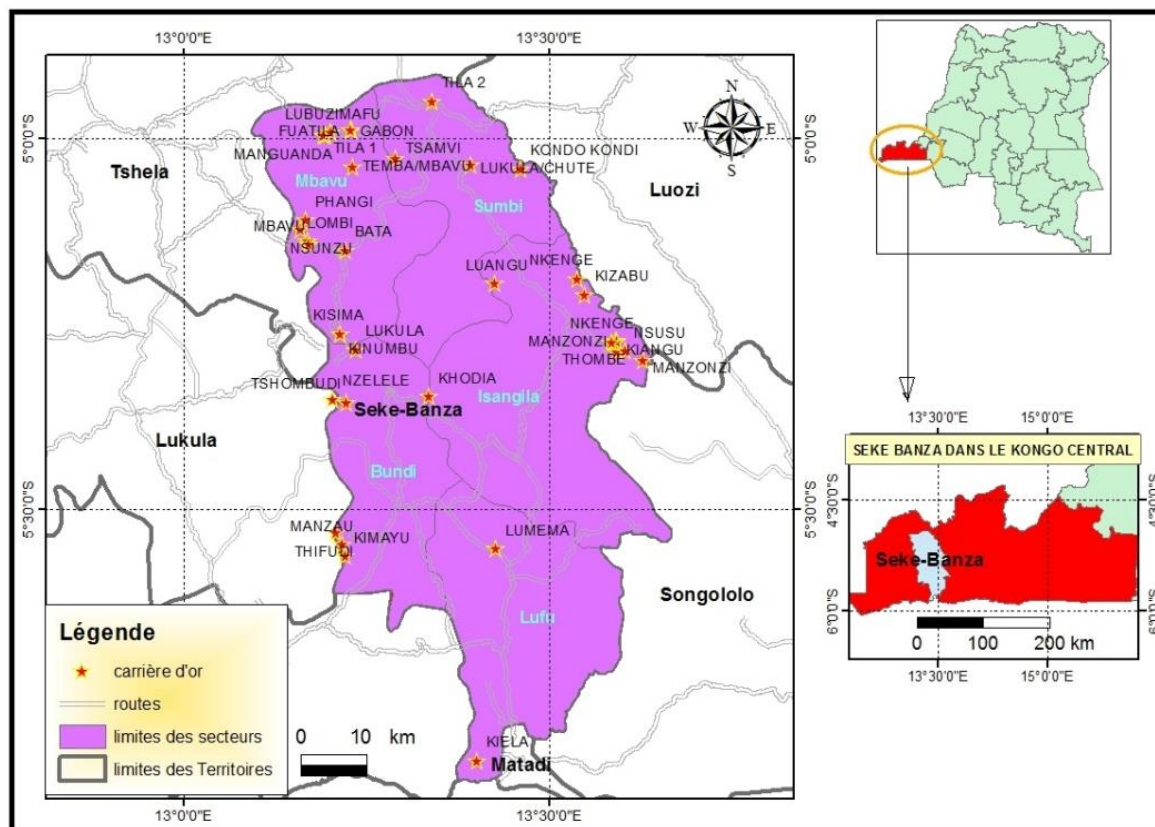 13°00'0"E
13°30'0"E
TILA 2
LUBUZIMAFU
FUATILA
GABON
TILA 1
TSAMVI
MANGUANDA
TEMBA/MBAVU
LUKULA/CHUTE
KONDO KONDI
5°0'0"S
5°0'0"S
N
W
E
S
Tshela
Mbavu
Luozi
Sumbi
PHANGI
MBAVU
LOMBI
BATA
NSUNZU
LUANGU
NKENGE
KIZABU
KISIMA
LUKULA
KINUMBU
NKENGE
NSUSU
MANZONZI
KIANGU
THOMBE
MANZONZI
TSHOMBUDI
NZELELE
KHODIA
Seke-Banza
Isangila
Lukula
Bundi
5°30'0"S
5°30'0"S
MANZAU
KIMAYU
THIFUDI
LUMEMA
Songololo
Lufu
KIELA
Matadi
Légende
carrière d'or
routes
limites des secteurs
limites des Territoires
0 10 km
13°00'0"E
13°30'0"E
13°30'0"E
15°0'0"E
SEKE BANZA DANS LE KONGO CENTRAL
4°30'0"S
4°30'0"S
Seke-Banza
6°0'0"S
6°0'0"S
0 100 200 km
13°30'0"E
15°0'0"E